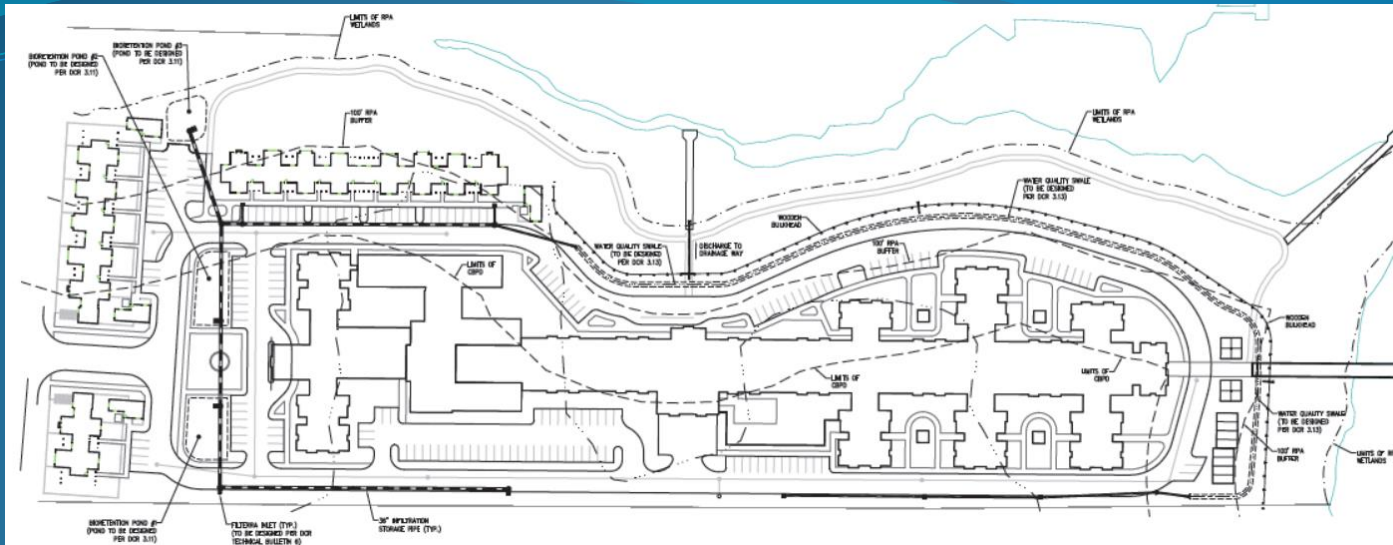 LIMITS OF RPA
WETLANDS
BIORETENTION POND #3
(POND TO BE DESIGNED
PER DCR 3.11)
BIORETENTION POND #2
(POND TO BE DESIGNED
PER DCR 3.11)
100' RPA
BUFFER
LIMITS OF RPA
WETLANDS
WATER QUALITY SWALE
(TO BE DESIGNED
PER DCR 3.13)
WOODEN
BULKHEAD
WATER QUALITY SWALE
(TO BE DESIGNED
PER DCR 3.13)
DISCHARGE TO
DRAINAGE WAY
100' RPA
BUFFER
LIMITS OF
CBPD
WOODEN
BULKHEAD
LIMITS OF
CBPD
LIMITS OF
CBPD
WATER QUALITY SWALE
(TO BE DESIGNED
PER DCR 3.13)
100' RPA
BUFFER
LIMITS OF
WETLANDS
BIORETENTION POND
(POND TO BE DESIGNED
PER DCR 3.11)
FILTERRA INLET (TYP.)
(TO BE DESIGNED PER DCR
TECHNICAL BULLETIN 6)
36" INFILTRATION
STORAGE PIPE (TYP.)